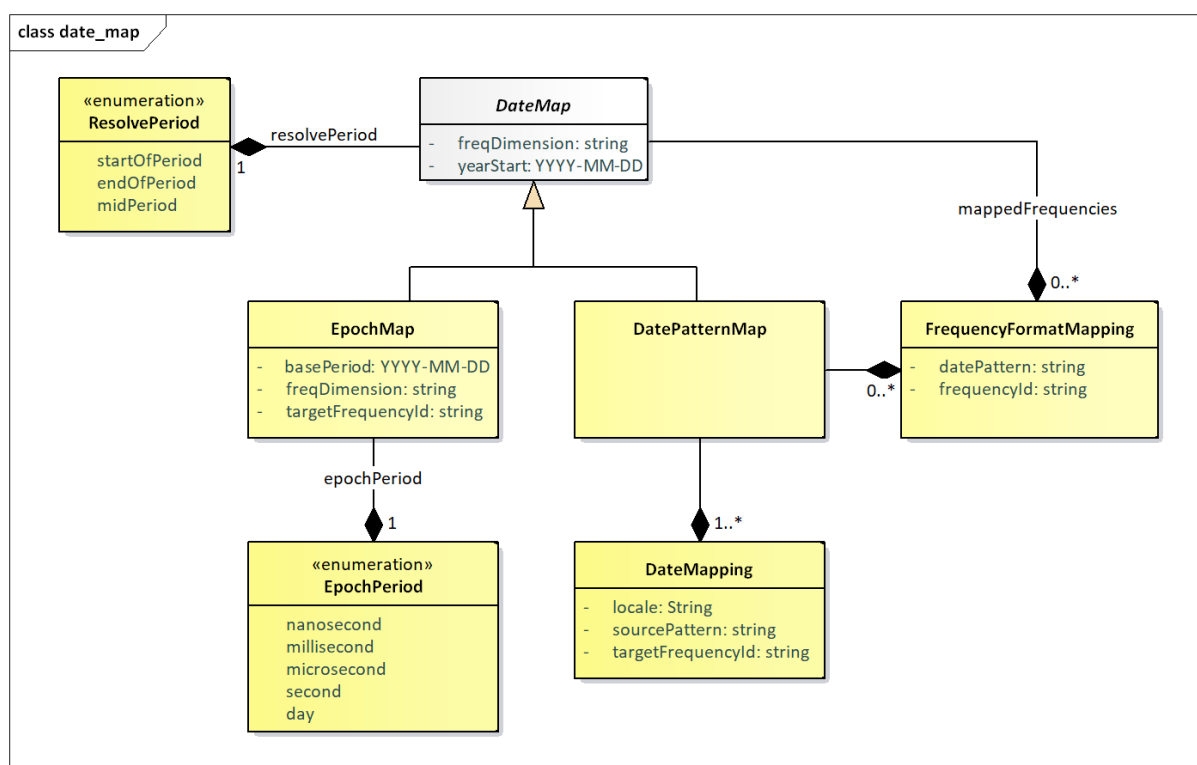 class date_map
«enumeration»
ResolvePeriod
startOfPeriod
endOfPeriod
midPeriod
resolvePeriod
1
DateMap
- freqDimension: string
- yearStart: YYYY-MM-DD
mappedFrequencies
0..*
EpochMap
- basePeriod: YYYY-MM-DD
- freqDimension: string
- targetFrequencyId: string
DatePatternMap
0..*
FrequencyFormatMapping
- datePattern: string
- frequencyId: string
epochPeriod
1
1..*
«enumeration»
EpochPeriod
nanosecond
millisecond
microsecond
second
day
DateMapping
- locale: String
- sourcePattern: string
- targetFrequencyId: string